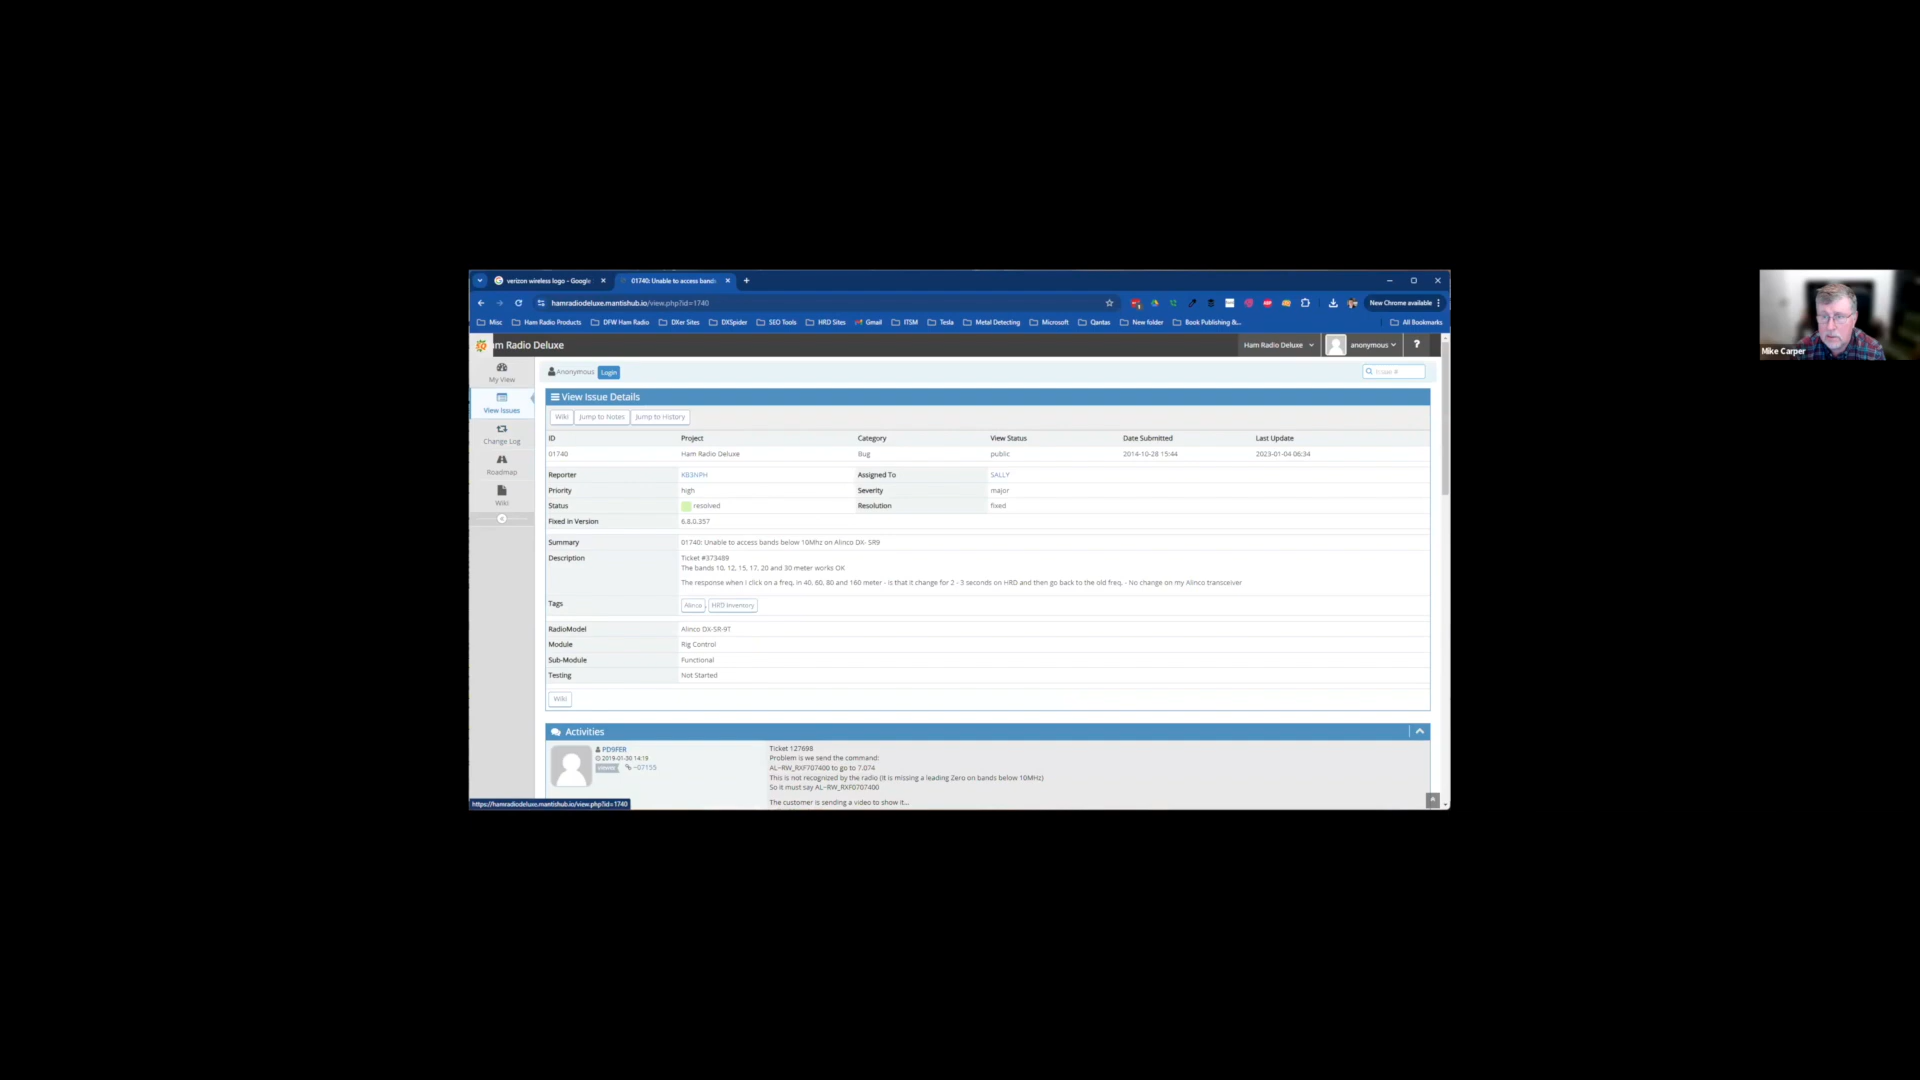 verizon wireless logo - Google
01740: Unable to access bands
hamradiodeluxe.mantishub.io/view.php?id=1740
New Chrome available
Misc Ham Radio Products DFW Ham Radio DXer Sites DXSpider SEO Tools HRD Sites Gmail ITSM Tesla Metal Detecting Microsoft Qantas New folder Book Publishing &... All Bookmarks
am Radio Deluxe Ham Radio Deluxe anonymous ?
My View
View Issues
Change Log
Roadmap
Wiki
Anonymous Login
View Issue Details
Wiki Jump to Notes Jump to History
ID Project Category View Status Date Submitted Last Update
01740 Ham Radio Deluxe Bug public 2014-10-28 15:44 2023-01-04 06:34
Reporter KB3NPH Assigned To SALLY
Priority high Severity major
Status resolved Resolution fixed
Fixed in Version 6.8.0.357
Summary 01740: Unable to access bands below 10Mhz on Alinco DX- SR9
Description Ticket #373489
The bands 10, 12, 15, 17, 20 and 30 meter works OK
The response when i click on a freq. in 40, 60, 80 and 160 meter - is that it change for 2 - 3 seconds on HRD and then go back to the old freq. - No change on my Alinco transceiver
Tags Alinco, HRD Inventory
RadioModel Alinco DX-SR-9T
Module Rig Control
Sub-Module Functional
Testing Not Started
Wiki
Activities
PD9FER
2019-01-30 14:19
~07155
Ticket 127698
Problem is we send the command:
AL~RW_RXF707400 to go to 7.074
This is not recognized by the radio (It is missing a leading Zero on bands below 10MHz)
So it must say AL~RW_RXF0707400
The customer is sending a video to show it...
https://hamradiodeluxe.mantishub.io/view.php?id=1740
Mike Carper